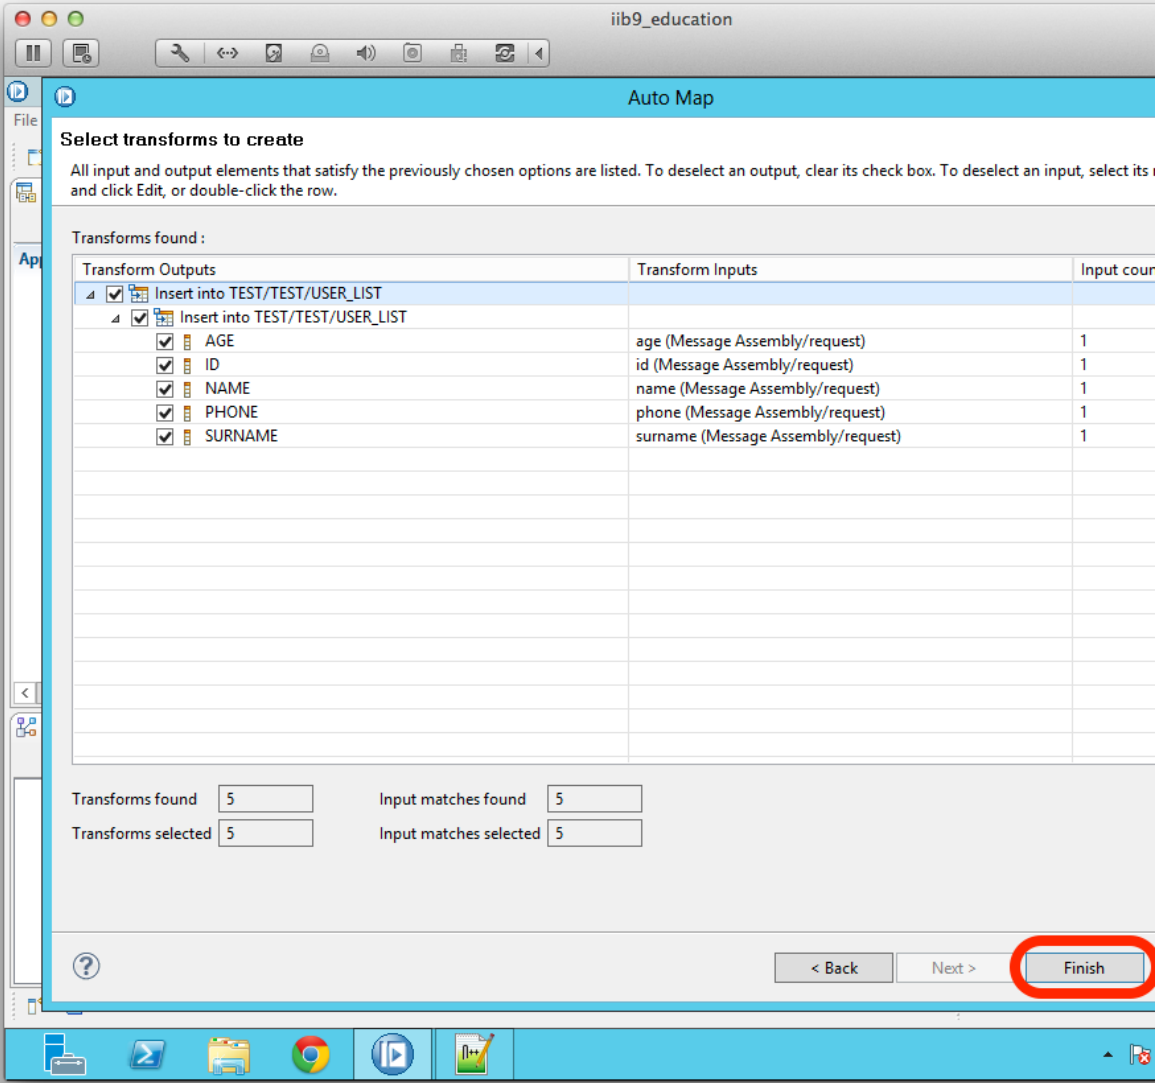 iib9_education
Auto Map
File
Select transforms to create
All input and output elements that satisfy the previously chosen options are listed. To deselect an output, clear its check box. To deselect an input, select its
and click Edit, or double-click the row.
Transforms found :
App
Transform Outputs Transform Inputs Input coun
Insert into TEST/TEST/USER_LIST
Insert into TEST/TEST/USER_LIST
AGE age (Message Assembly/request) 1
ID id (Message Assembly/request) 1
NAME name (Message Assembly/request) 1
PHONE phone (Message Assembly/request) 1
SURNAME surname (Message Assembly/request) 1
Transforms found 5 Input matches found 5
Transforms selected 5 Input matches selected 5
? < Back Next > Finish